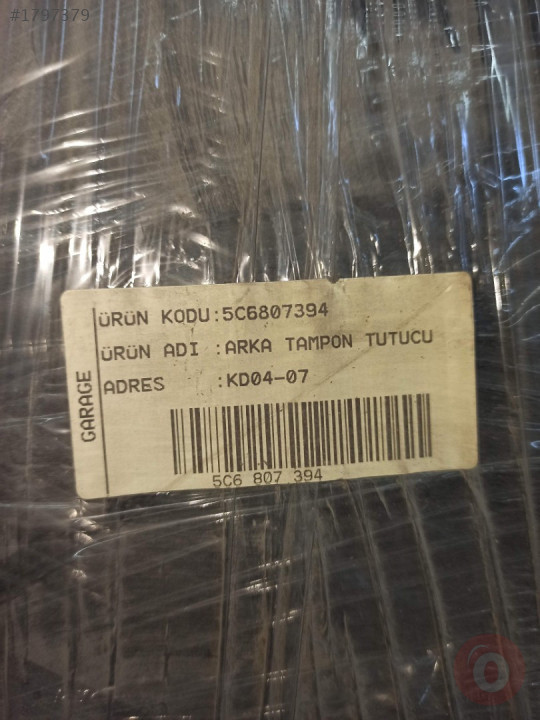 #1797379
ÜRÜN KODU:5C6807394
ÜRÜN ADI :ARKA TAMPON TUTUCU
ADRES :KD04-07
GARAGE
5C6 807 394